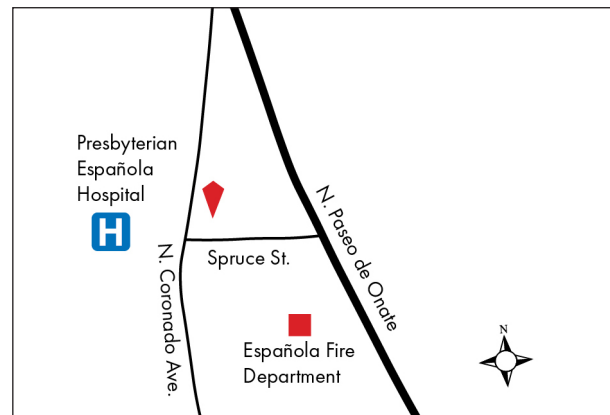 Presbyterian
Española
Hospital
H
N. Paseo de Onate
Spruce St.
N. Coronado Ave.
N
Española Fire
Department